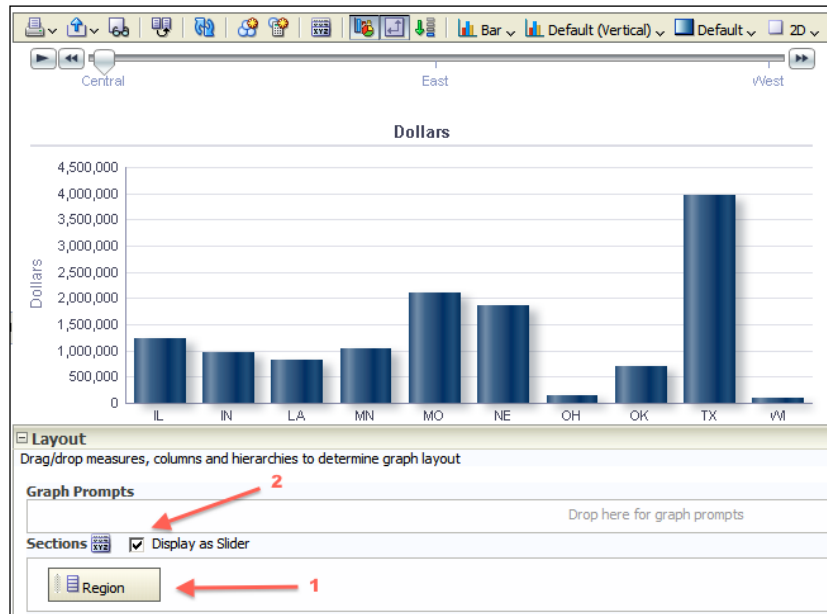 Bar Default (Vertical) Default 2D
Central East West
Dollars
4,500,000
4,000,000
3,500,000
3,000,000
2,500,000
2,000,000
1,500,000
1,000,000
500,000
0
Dollars
IL IN LA MN MO NE OH OK TX WI
Layout
Drag/drop measures, columns and hierarchies to determine graph layout
2
Graph Prompts
Drop here for graph prompts
Sections XYZ Display as Slider
Region
1